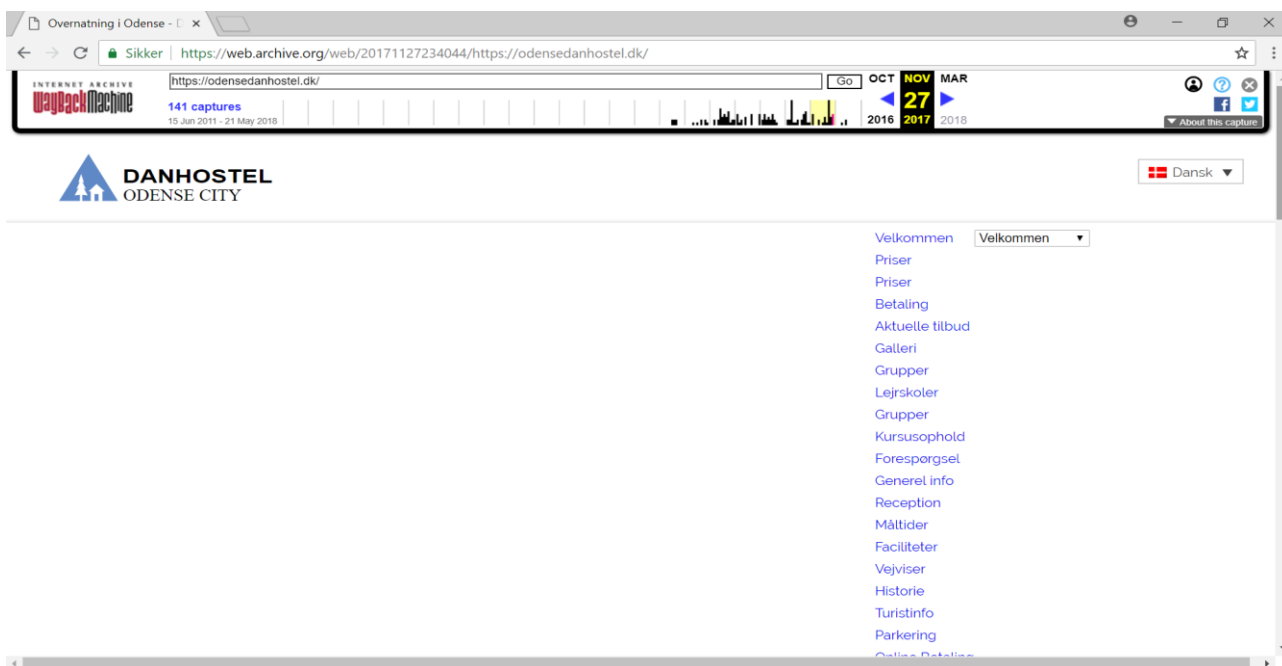 Overnatning i Odense - D
Sikker https://web.archive.org/web/20171127234044/https://odensedanhostel.dk/
INTERNET ARCHIVE
WayBackMachine
https://odensedanhostel.dk/
Go
141 captures
15 Jun 2011 - 21 May 2018
OCT NOV MAR
27
2016 2017 2018
About this capture
DANHOSTEL
ODENSE CITY
Dansk
Velkommen Velkommen
Priser
Priser
Betaling
Aktuelle tilbud
Galleri
Grupper
Lejrskoler
Grupper
Kursusophold
Forespørgsel
Generel info
Reception
Måltider
Faciliteter
Vejviser
Historie
Turistinfo
Parkering
Online Betaling